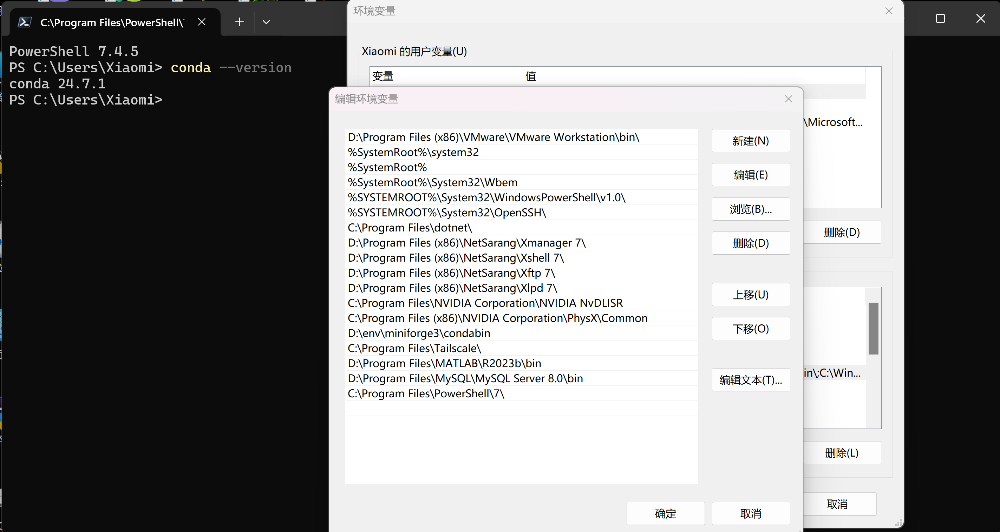 C:\Program Files\PowerShell\
PowerShell 7.4.5
PS C:\Users\Xiaomi> conda --version
conda 24.7.1
PS C:\Users\Xiaomi>
环境变量
Xiaomi 的用户变量(U)
变量 值
\Microsoft...
删除(D)
in\;C:\Win...
删除(L)
取消
编辑环境变量
D:\Program Files (x86)\VMware\VMware Workstation\bin\
%SystemRoot%\system32
%SystemRoot%
%SystemRoot%\System32\Wbem
%SYSTEMROOT%\System32\WindowsPowerShell\v1.0\
%SYSTEMROOT%\System32\OpenSSH\
C:\Program Files\dotnet\
D:\Program Files (x86)\NetSarang\Xmanager 7\
D:\Program Files (x86)\NetSarang\Xshell 7\
D:\Program Files (x86)\NetSarang\Xftp 7\
D:\Program Files (x86)\NetSarang\Xlpd 7\
C:\Program Files\NVIDIA Corporation\NVIDIA NvDLISR
C:\Program Files (x86)\NVIDIA Corporation\PhysX\Common
D:\env\miniforge3\condabin
C:\Program Files\Tailscale\
D:\Program Files\MATLAB\R2023b\bin
D:\Program Files\MySQL\MySQL Server 8.0\bin
C:\Program Files\PowerShell\7\
新建(N)
编辑(E)
浏览(B)...
删除(D)
上移(U)
下移(O)
编辑文本(T)...
确定
取消